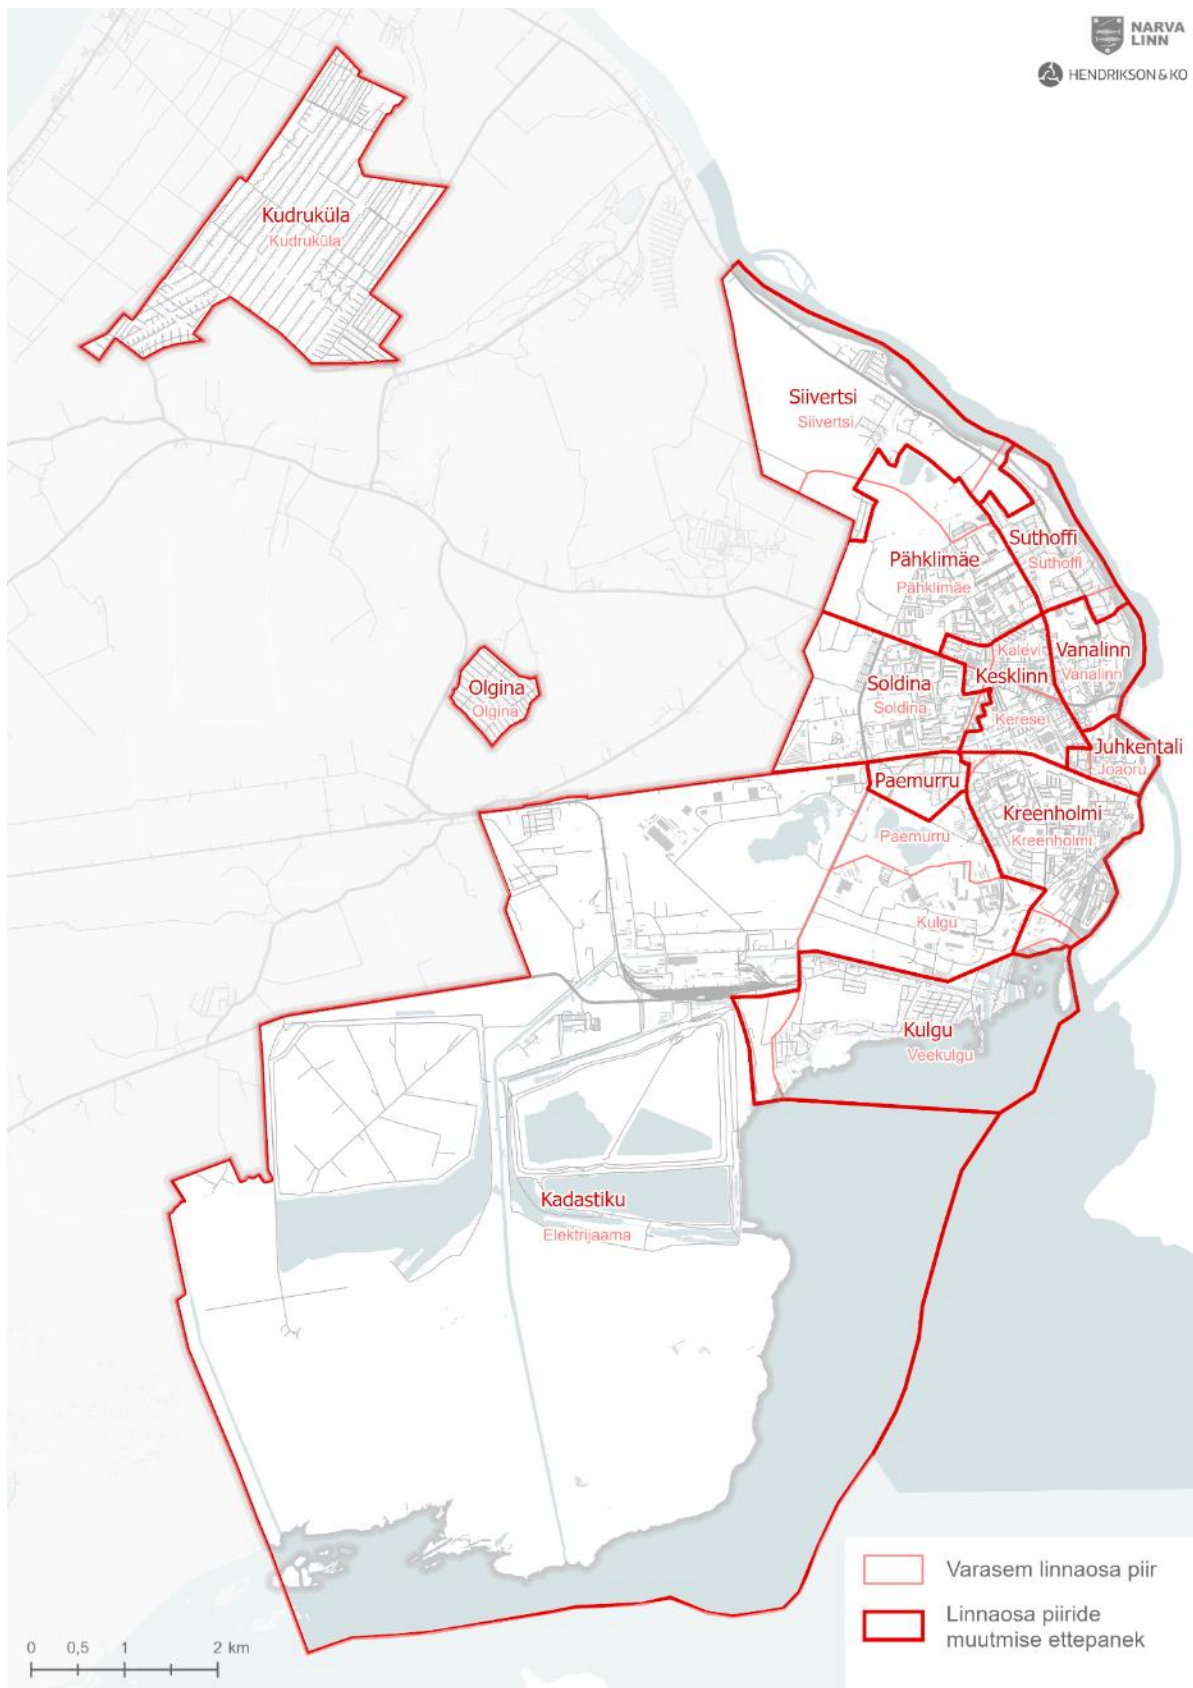 NARVA
LINN
HENDRIKSON & KO
Kudruküla
Kudruküla
Siivertsi
Siivertsi
Suthoffi
Suthoffi
Pähklimäe
Pähklimäe
Kalevi
Vanalinn
Vanalinn
Kesklinn
Kerese
Soldina
Soldina
Olgina
Olgina
Juhkentali
Joaoru
Paemurru
Paemurru
Kreenholmi
Kreenholmi
Kulgu
Kulgu
Veekulgu
Kadastiku
Elektrijaama
Varasem linnaosa piir
Linnaosa piiride
muutmise ettepanek
0 0,5 1 2 km